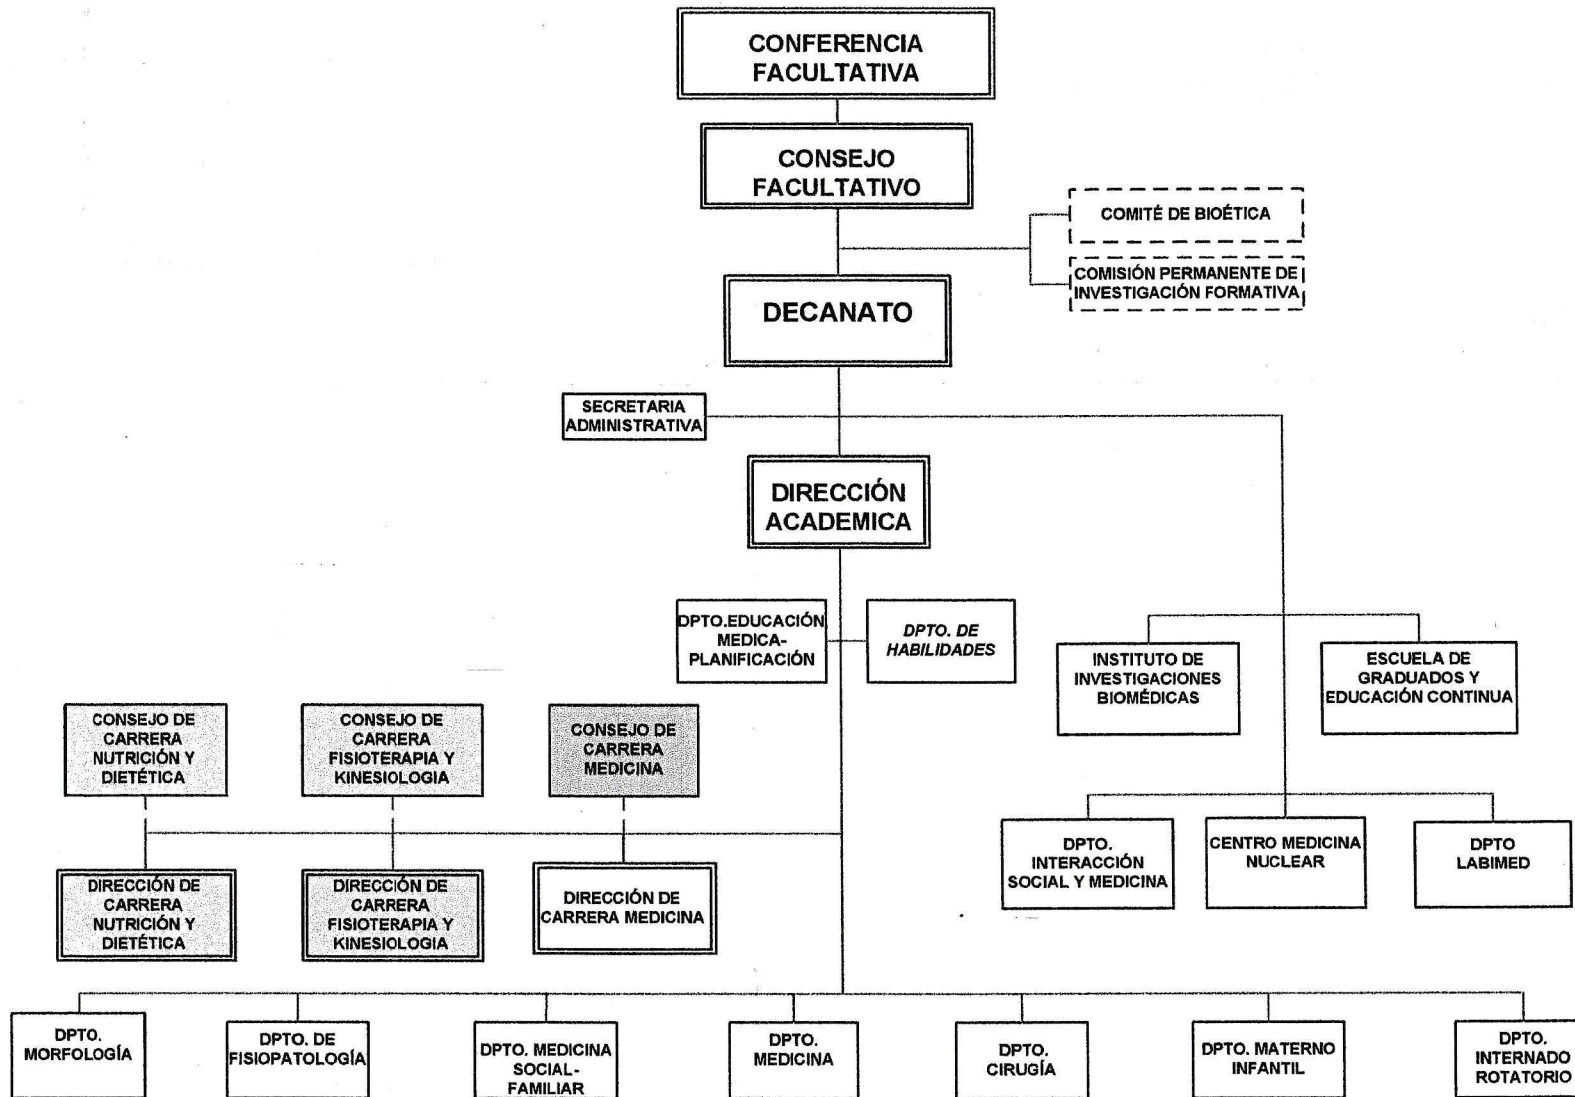 CONFERENCIA
FACULTATIVA
CONSEJO
FACULTATIVO
COMITÉ DE BIOÉTICA
COMISIÓN PERMANENTE DE
INVESTIGACIÓN FORMATIVA
DECANATO
SECRETARIA
ADMINISTRATIVA
DIRECCIÓN
ACADEMICA
DPTO.EDUCACIÓN
MEDICA-
PLANIFICACIÓN
DPTO. DE
HABILIDADES
INSTITUTO DE
INVESTIGACIONES
BIOMÉDICAS
ESCUELA DE
GRADUADOS Y
EDUCACIÓN CONTINUA
CONSEJO DE
CARRERA
NUTRICIÓN Y
DIETÉTICA
CONSEJO DE
CARRERA
FISIOTERAPIA Y
KINESIOLOGIA
CONSEJO DE
CARRERA
MEDICINA
DPTO.
INTERACCIÓN
SOCIAL Y MEDICINA
CENTRO MEDICINA
NUCLEAR
DPTO
LABIMED
DIRECCIÓN DE
CARRERA
NUTRICIÓN Y
DIETÉTICA
DIRECCIÓN DE
CARRERA
FISIOTERAPIA Y
KINESIOLOGIA
DIRECCIÓN DE
CARRERA MEDICINA
DPTO.
MORFOLOGÍA
DPTO. DE
FISIOPATOLOGÍA
DPTO. MEDICINA
SOCIAL-
FAMILIAR
DPTO.
MEDICINA
DPTO.
CIRUGÍA
DPTO. MATERNO
INFANTIL
DPTO.
INTERNADO
ROTATORIO